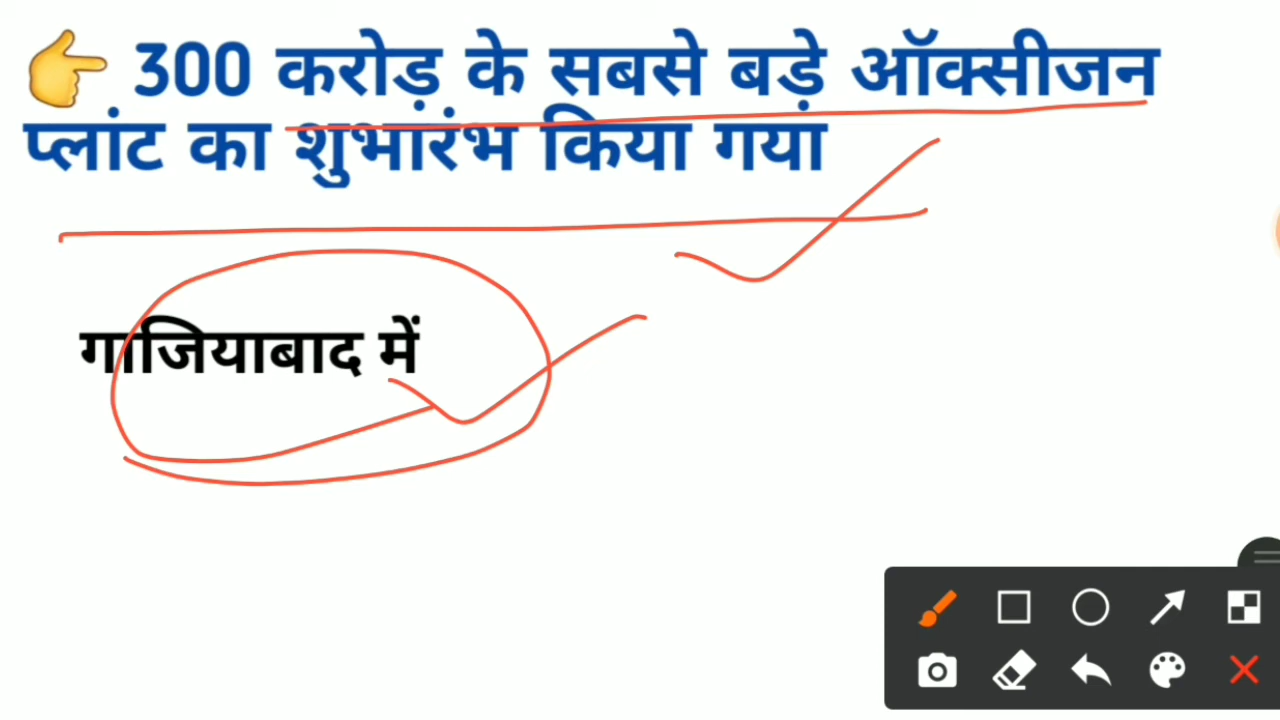 👉 300 करोड़ के सबसे बड़े ऑक्सीजन
प्लांट का शुभारंभ किया गया
गाजियाबाद में